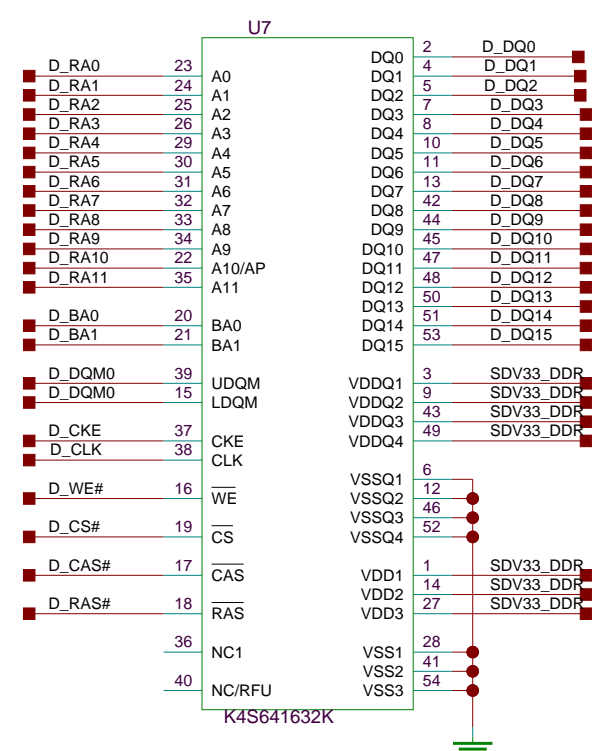 U7
D_RA0 23 A0
D_RA1 24 A1
D_RA2 25 A2
D_RA3 26 A3
D_RA4 29 A4
D_RA5 30 A5
D_RA6 31 A6
D_RA7 32 A7
D_RA8 33 A8
D_RA9 34 A9
D_RA10 22 A10/AP
D_RA11 35 A11
D_BA0 20 BA0
D_BA1 21 BA1
D_DQM0 39 UDQM
D_DQM0 15 LDQM
D_CKE 37 CKE
D_CLK 38 CLK
D_WE# 16 WE
D_CS# 19 CS
D_CAS# 17 CAS
D_RAS# 18 RAS
36 NC1
40 NC/RFU
DQ0 2 D_DQ0
DQ1 4 D_DQ1
DQ2 5 D_DQ2
DQ3 7 D_DQ3
DQ4 8 D_DQ4
DQ5 10 D_DQ5
DQ6 11 D_DQ6
DQ7 13 D_DQ7
DQ8 42 D_DQ8
DQ9 44 D_DQ9
DQ10 45 D_DQ10
DQ11 47 D_DQ11
DQ12 48 D_DQ12
DQ13 50 D_DQ13
DQ14 51 D_DQ14
DQ15 53 D_DQ15
VDDQ1 3 SDV33_DDR
VDDQ2 9 SDV33_DDR
VDDQ3 43 SDV33_DDR
VDDQ4 49 SDV33_DDR
VSSQ1 6
VSSQ2 12
VSSQ3 46
VSSQ4 52
VDD1 1 SDV33_DDR
VDD2 14 SDV33_DDR
VDD3 27 SDV33_DDR
VSS1 28
VSS2 41
VSS3 54
K4S641632K